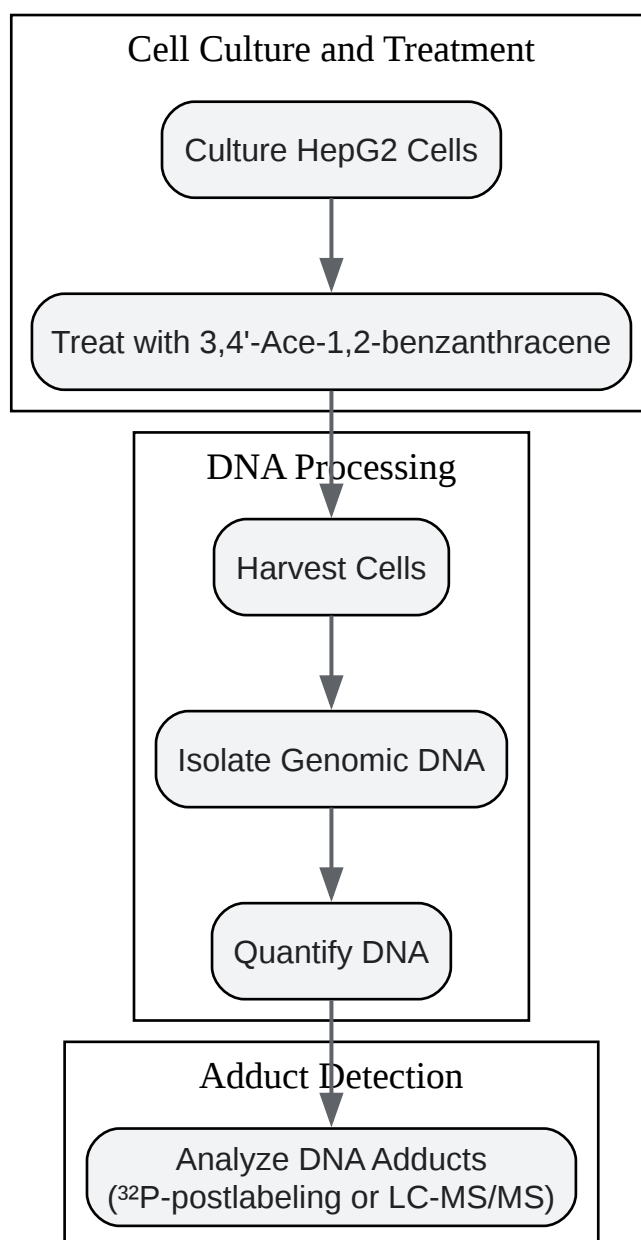 Cell Culture and Treatment
Culture HepG2 Cells
Treat with 3,4'-Ace-1,2-benzanthracene
DNA Processing
Harvest Cells
Isolate Genomic DNA
Quantify DNA
Adduct Detection
Analyze DNA Adducts
(³²P-postlabeling or LC-MS/MS)